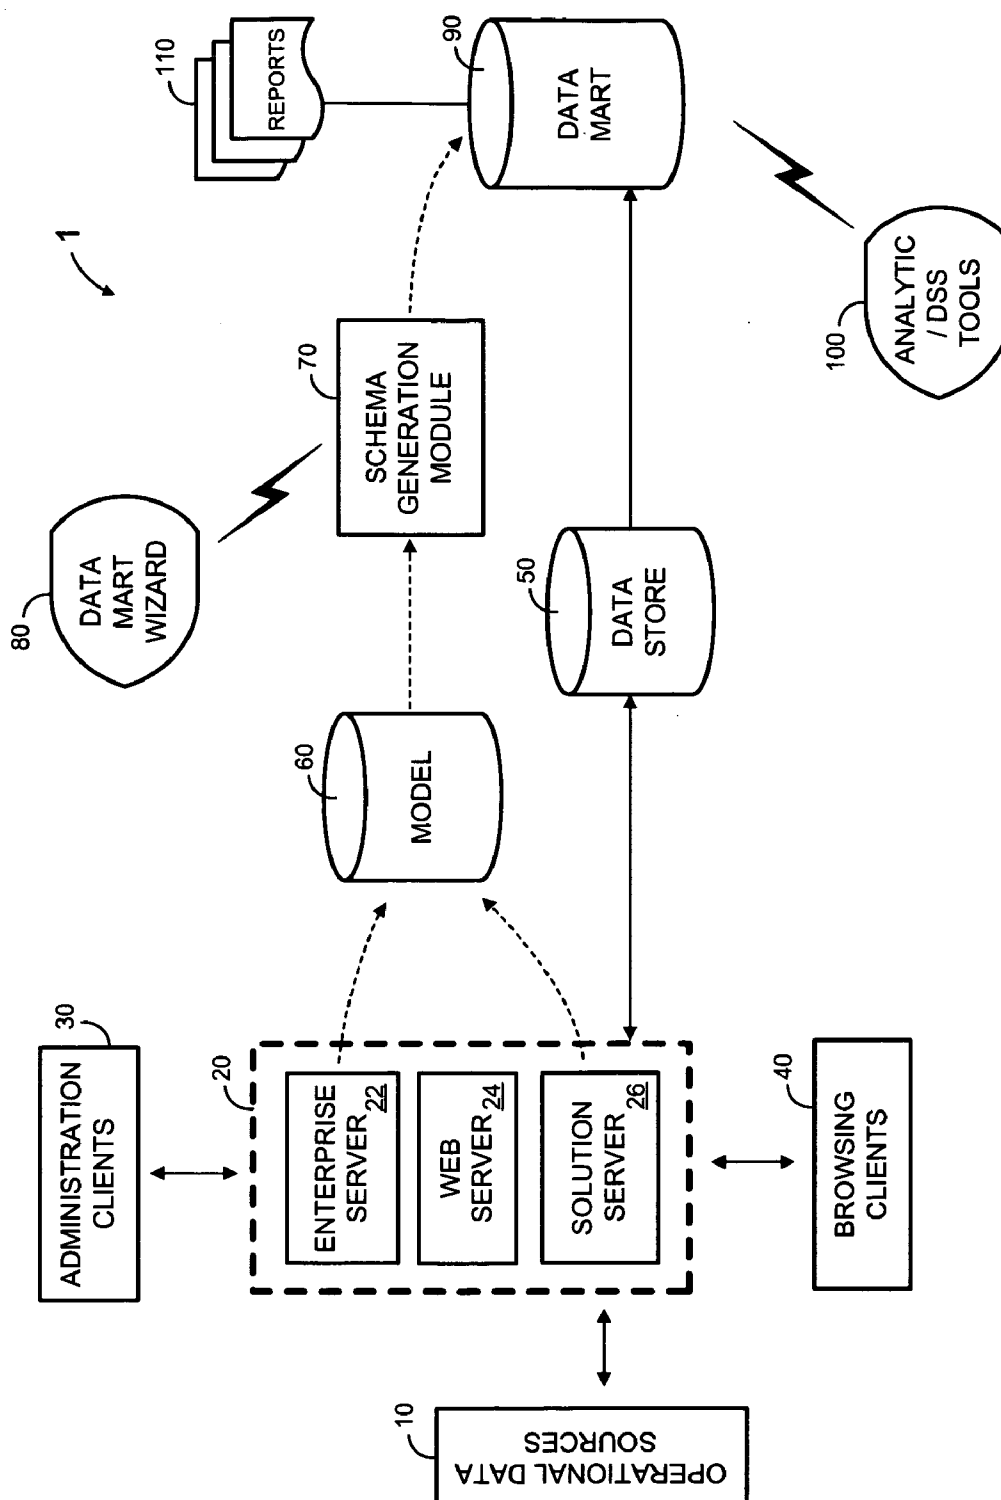 1
ADMINISTRATION
CLIENTS
30
20
ENTERPRISE
SERVER 22
WEB
SERVER 24
SOLUTION
SERVER 26
OPERATIONAL DATA
SOURCES
10
BROWSING
CLIENTS
40
MODEL
60
DATA
STORE
50
DATA
MART
WIZARD
80
SCHEMA
GENERATION
MODULE
70
REPORTS
110
DATA
MART
90
ANALYTIC
/ DSS
TOOLS
100